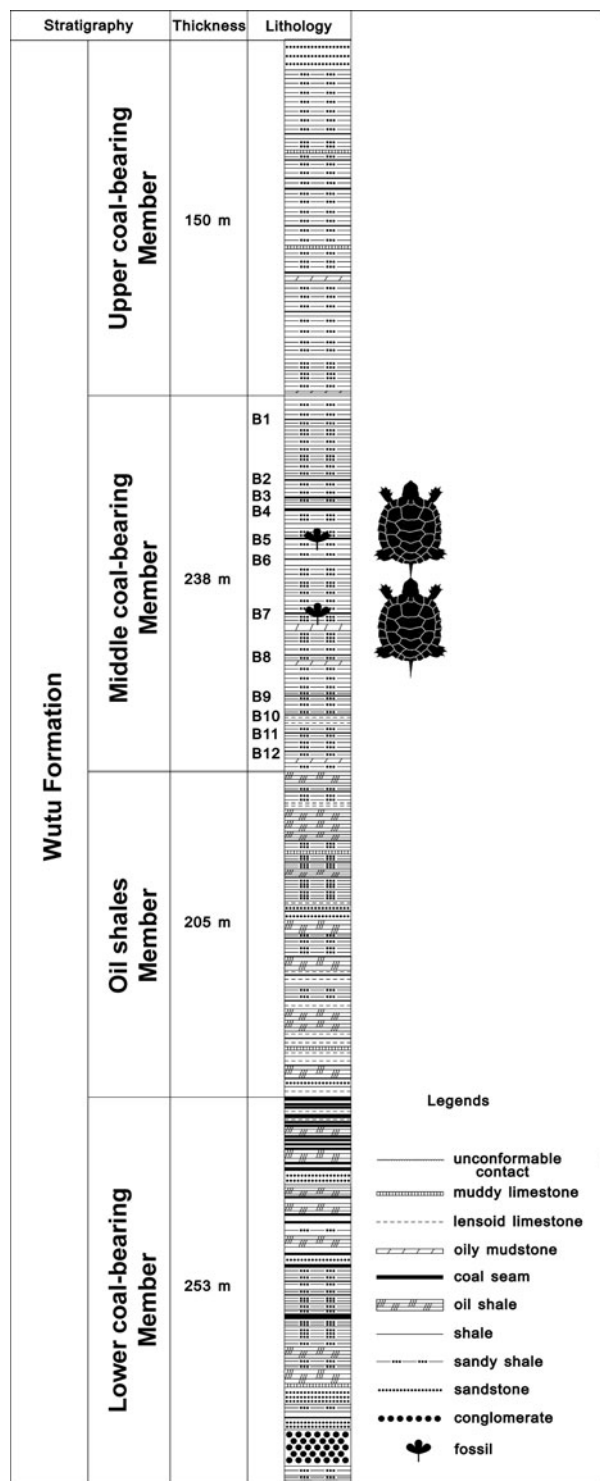 Stratigraphy Thickness Lithology
Wutu Formation
Upper coal-bearing
Member
150 m
Middle coal-bearing
Member
238 m
B1
B2
B3
B4
B5
B6
B7
B8
B9
B10
B11
B12
Oil shales
Member
205 m
Lower coal-bearing
Member
253 m
Legends
unconformable
contact
muddy limestone
lensoid limestone
oily mudstone
coal seam
oil shale
shale
sandy shale
sandstone
conglomerate
fossil